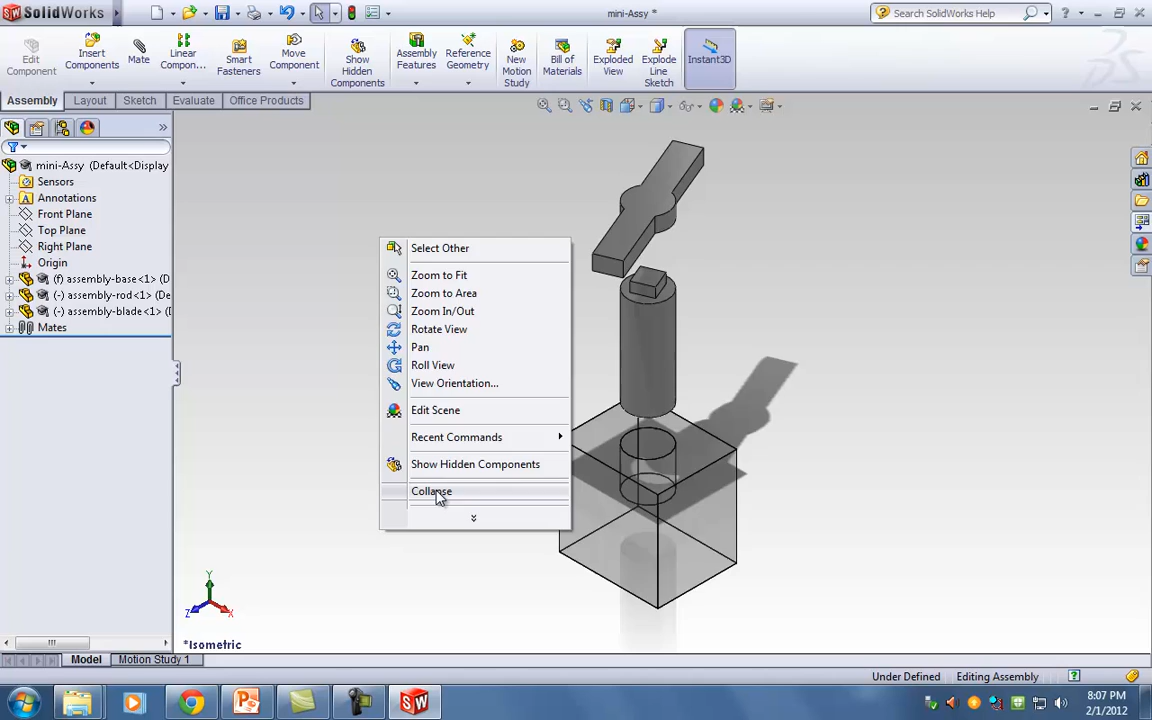 SolidWorks
mini-Assy *
Search SolidWorks Help
Edit
Component
Insert
Components
Mate
Linear
Compon...
Smart
Fasteners
Move
Component
Show
Hidden
Components
Assembly
Features
Reference
Geometry
New
Motion
Study
Bill of
Materials
Exploded
View
Explode
Line
Sketch
Instant3D
Assembly
Layout
Sketch
Evaluate
Office Products
mini-Assy (Default<Display
Sensors
Annotations
Front Plane
Top Plane
Right Plane
Origin
(f) assembly-base<1> (D
(-) assembly-rod<1> (De
(-) assembly-blade<1> (
Mates
Select Other
Zoom to Fit
Zoom to Area
Zoom In/Out
Rotate View
Pan
Roll View
View Orientation...
Edit Scene
Recent Commands
Show Hidden Components
Collapse
Y
Z
X
*Isometric
Model
Motion Study 1
Under Defined
Editing Assembly
8:07 PM
2/1/2012